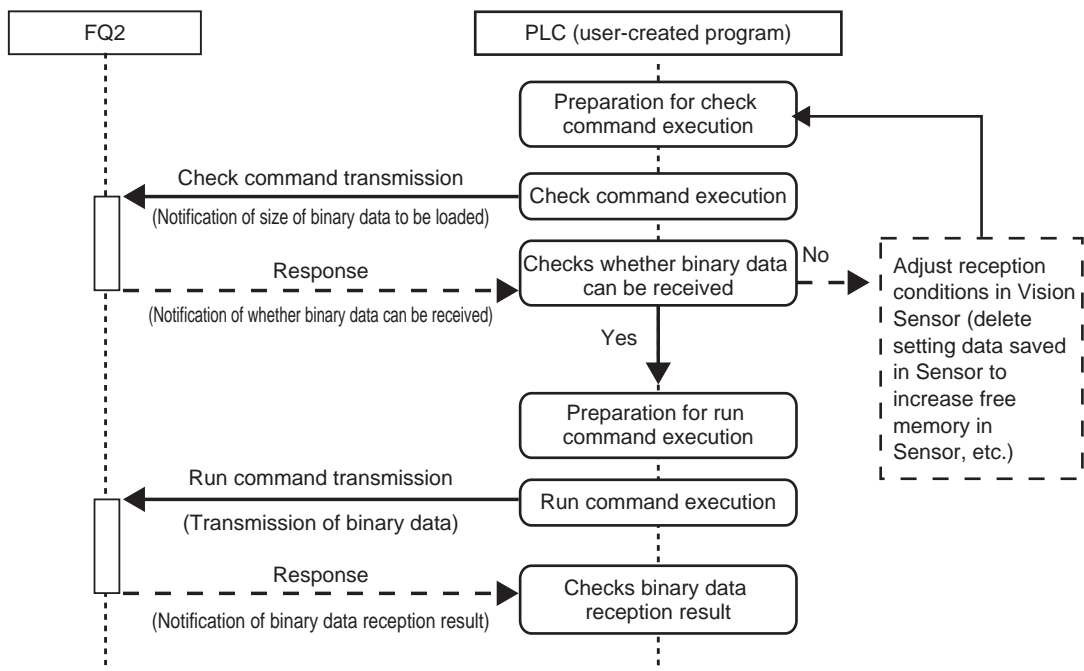 FQ2
PLC (user-created program)
Preparation for check
command execution
Check command transmission
(Notification of size of binary data to be loaded)
Check command execution
Response
(Notification of whether binary data can be received)
Checks whether binary data
can be received
No
Yes
Adjust reception
conditions in Vision
Sensor (delete
setting data saved
in Sensor to
increase free
memory in
Sensor, etc.)
Preparation for run
command execution
Run command transmission
(Transmission of binary data)
Run command execution
Response
(Notification of binary data reception result)
Checks binary data
reception result